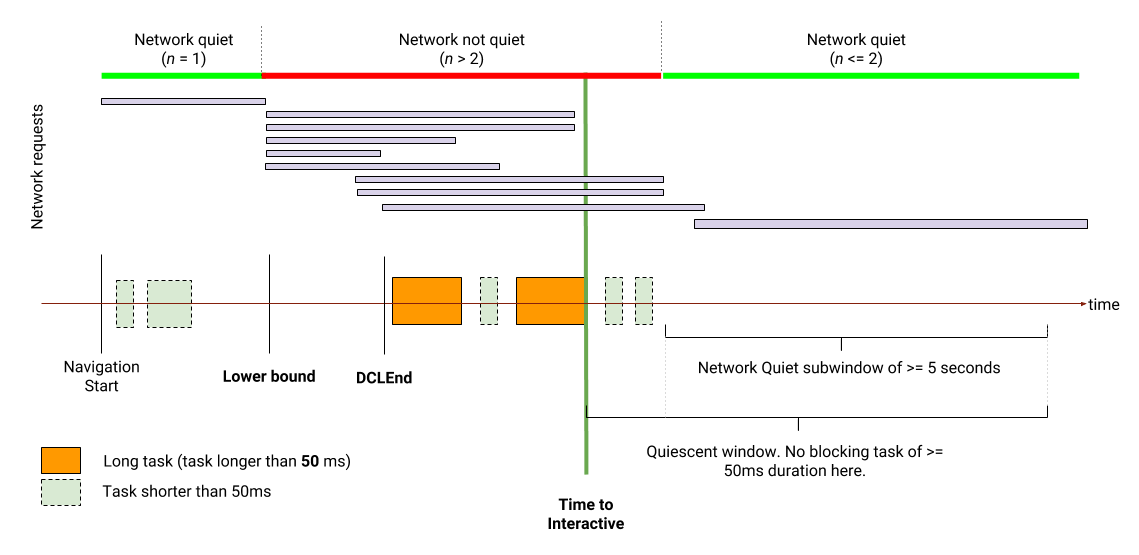 Network quiet
(n = 1)
Network not quiet
(n > 2)
Network quiet
(n <= 2)
Network requests
time
Navigation
Start
Lower bound
DCLEnd
Network Quiet subwindow of >= 5 seconds
Quiescent window. No blocking task of >=
50ms duration here.
Long task (task longer than 50 ms)
Task shorter than 50ms
Time to
Interactive